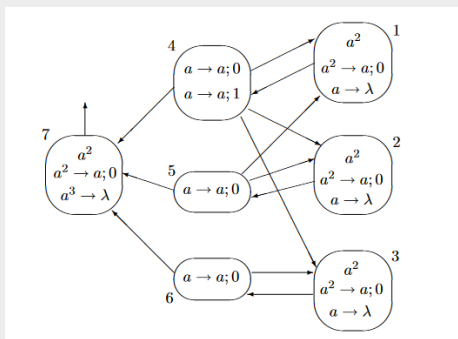 1
a²
a² → a; 0
a → λ
4
a → a; 0
a → a; 1
2
a²
a² → a; 0
a → λ
7
a²
a² → a; 0
a³ → λ
5
a → a; 0
3
a²
a² → a; 0
a → λ
6
a → a; 0